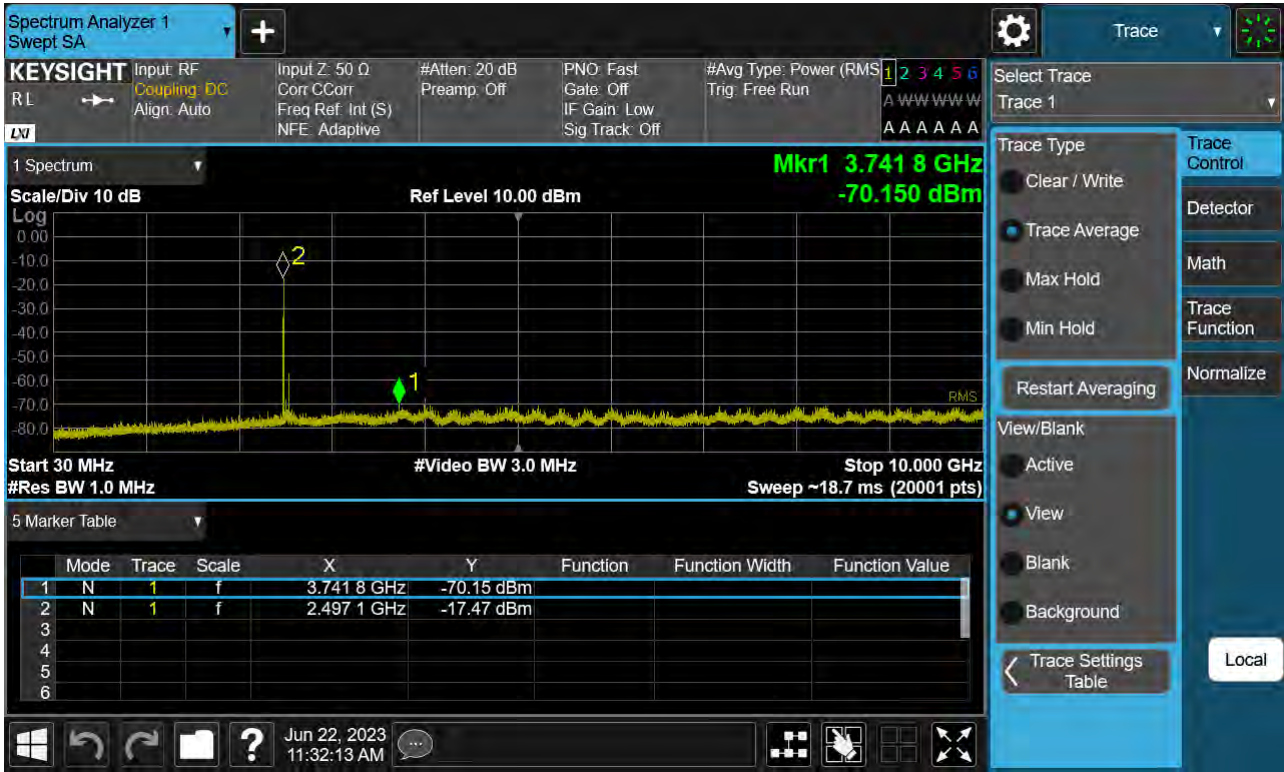 Spectrum Analyzer 1
Swept SA
+
Trace
KEYSIGHT
RL
LXI
Input: RF
Coupling: DC
Align: Auto
Input Z: 50 Ω
Corr CCorr
Freq Ref: Int (S)
NFE: Adaptive
#Atten: 20 dB
Preamp: Off
PNO: Fast
Gate: Off
IF Gain: Low
Sig Track: Off
#Avg Type: Power (RMS
Trig: Free Run
1 2 3 4 5 6
A W W W W W
A A A A A A
Select Trace
Trace 1
1 Spectrum
Scale/Div 10 dB
Ref Level 10.00 dBm
Mkr1 3.741 8 GHz
-70.150 dBm
Log
0.00
-10.0
-20.0
-30.0
-40.0
-50.0
-60.0
-70.0
-80.0
2
1
RMS
Start 30 MHz
#Video BW 3.0 MHz
Stop 10.000 GHz
#Res BW 1.0 MHz
Sweep ~18.7 ms (20001 pts)
5 Marker Table
Mode Trace Scale X Y Function Function Width Function Value
1 N 1 f 3.741 8 GHz -70.15 dBm
2 N 1 f 2.497 1 GHz -17.47 dBm
3
4
5
6
Trace Type
Clear / Write
Trace Average
Max Hold
Min Hold
Restart Averaging
View/Blank
Active
View
Blank
Background
Trace Settings
Table
Trace
Control
Detector
Math
Trace
Function
Normalize
Local
?
Jun 22, 2023
11:32:13 AM